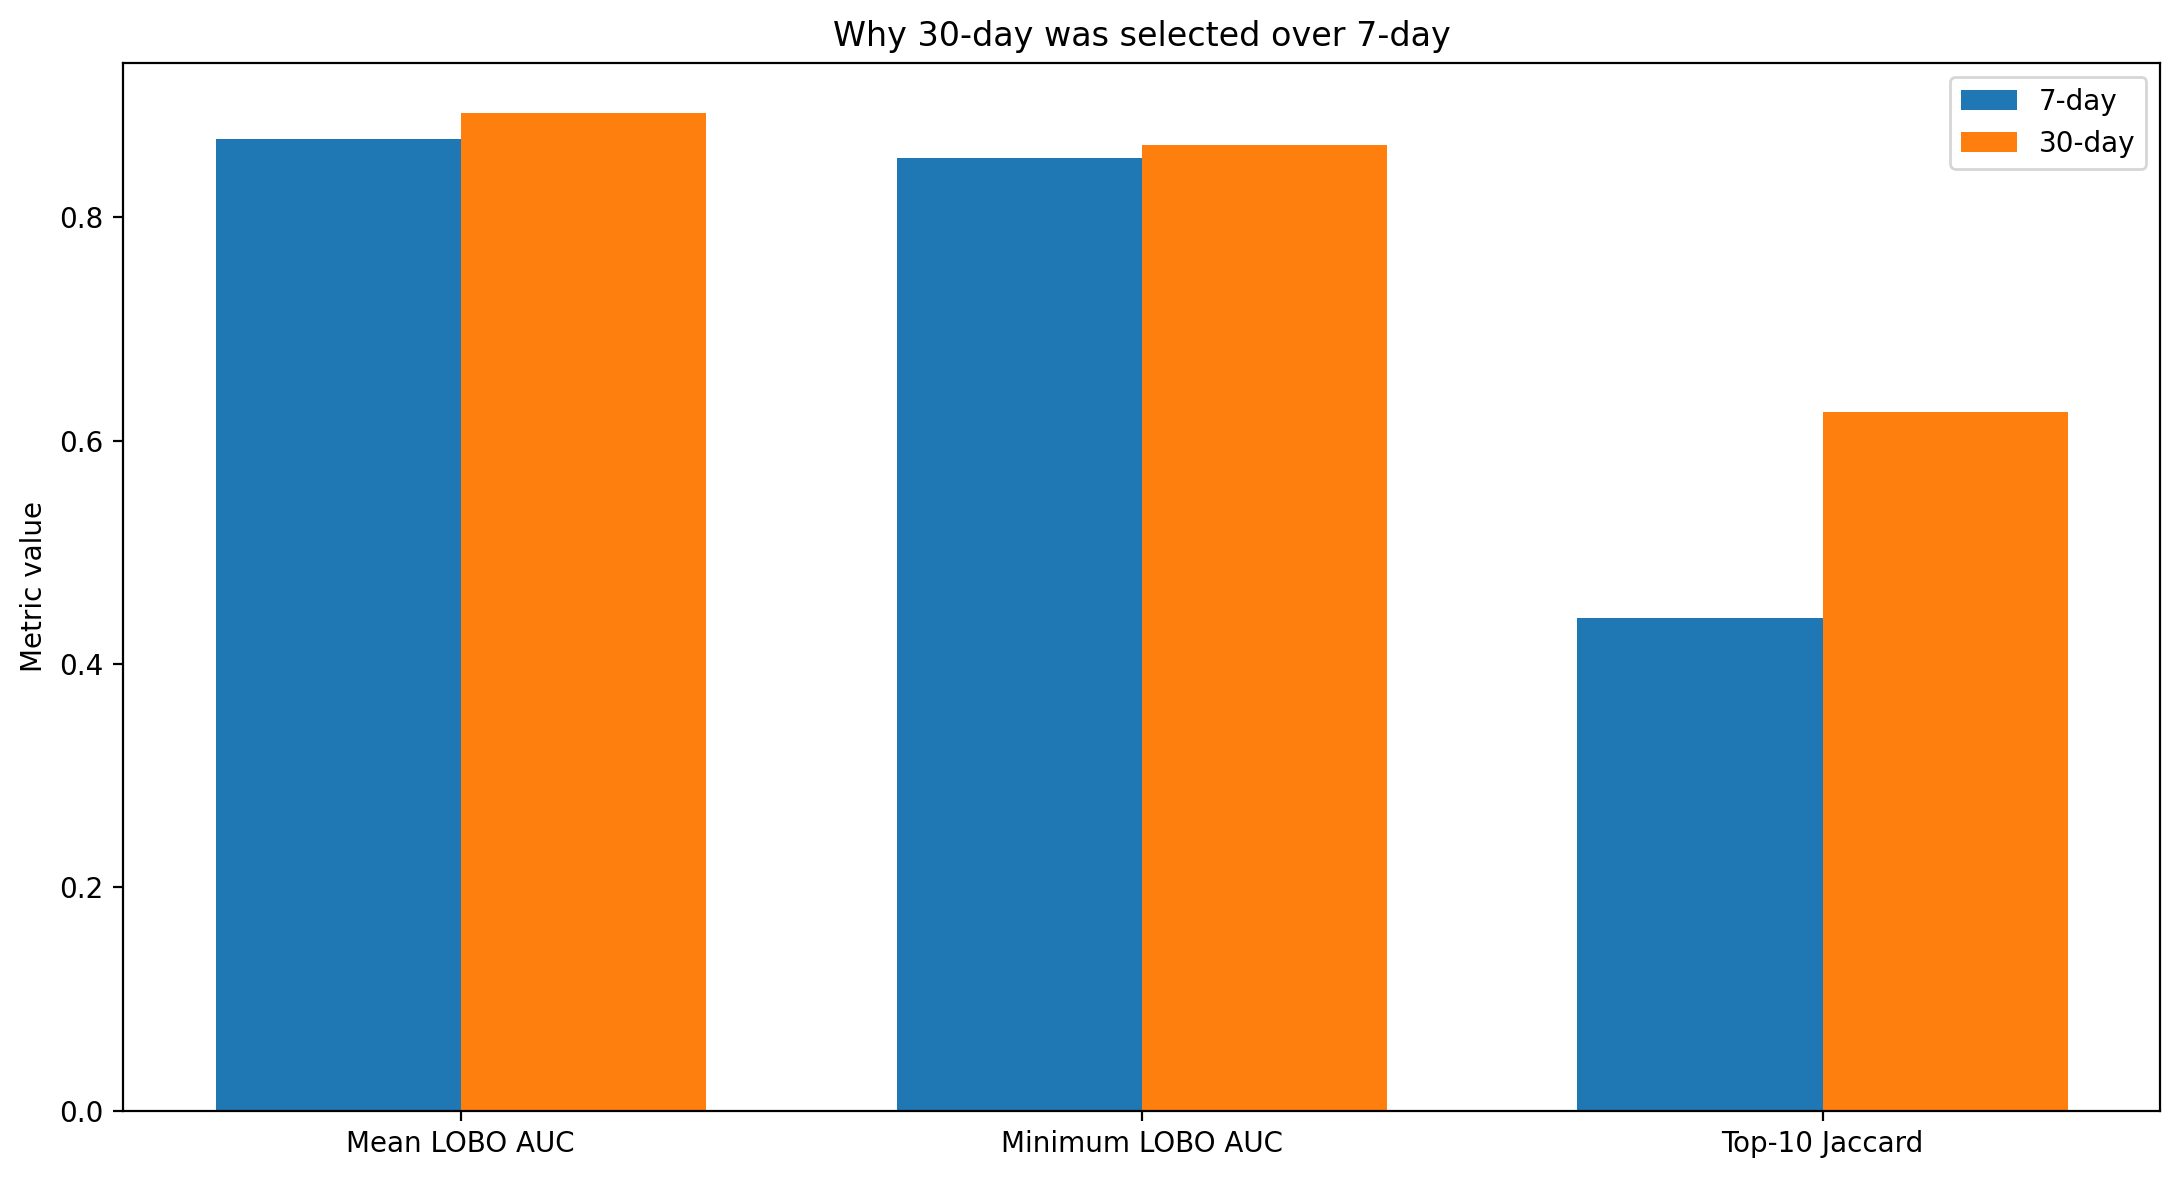 Why 30-day was selected over 7-day
7-day
30-day
Metric value
0.8
0.6
0.4
0.2
0.0
Mean LOBO AUC
Minimum LOBO AUC
Top-10 Jaccard